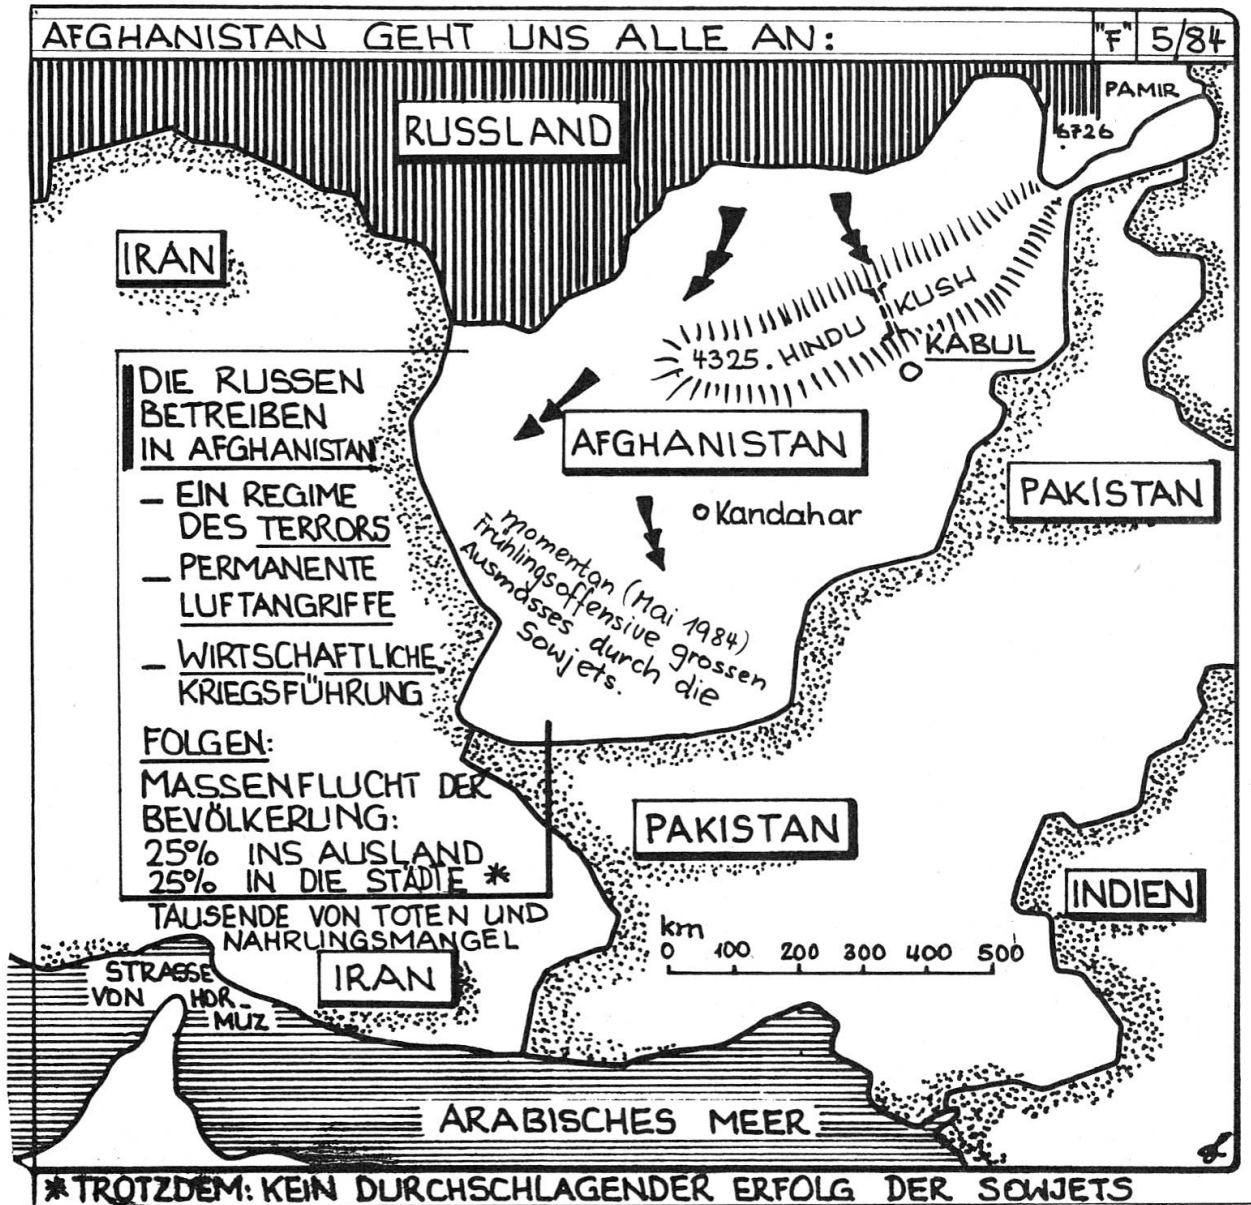 AFGHANISTAN GEHT UNS ALLE AN:
"F" 5/84
PAMIR
6726
RUSSLAND
IRAN
HINDU KUSH
4325.
KABUL
DIE RUSSEN
BETREIBEN
IN AFGHANISTAN
– EIN REGIME
DES TERRORS
– PERMANENTE
LUFTANGRIFFE
– WIRTSCHAFTLICHE
KRIEGSFÜHRUNG
FOLGEN:
MASSENFLUCHT DER
BEVÖLKERUNG:
25% INS AUSLAND
25% IN DIE STÄDTE *
TAUSENDE VON TOTEN UND
NAHRUNGSMANGEL
AFGHANISTAN
Kandahar
momentan (Mai 1984)
Frühlingsoffensive grossen
Ausmasses durch die
Sowjets.
PAKISTAN
PAKISTAN
INDIEN
km
0 100 200 300 400 500
IRAN
STRASSE
VON HOR-
MUZ
ARABISCHES MEER
*TROTZDEM: KEIN DURCHSCHLAGENDER ERFOLG DER SOWJETS